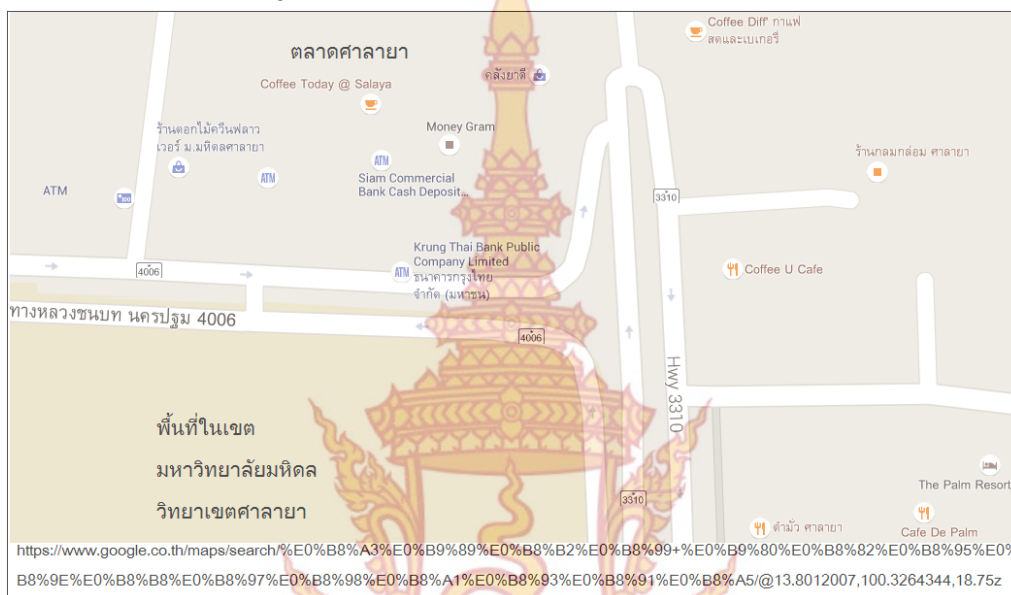 Coffee Diff' กาแฟ
สดและเบเกอรี่
ตลาดศาลายา
คลังยาดี
Coffee Today @ Salaya
Money Gram
ร้านดอกไม้ควีนฟลาว
เวอร์ ม.มหิดลศาลายา
ร้านกลมกล่อม ศาลายา
ATM
ATM
Siam Commercial
Bank Cash Deposit...
ATM
3310
Krung Thai Bank Public
Company Limited
ธนาคารกรุงไทย
จำกัด (มหาชน)
ATM
4006
Coffee U Cafe
ทางหลวงชนบท นครปฐม 4006
4006
Hwy 3310
พื้นที่ในเขต
มหาวิทยาลัยมหิดล
วิทยาเขตศาลายา
The Palm Resort
3310
ตำมั่ว ศาลายา
Cafe De Palm
https://www.google.co.th/maps/search/%E0%B8%A3%E0%B9%89%E0%B8%B2%E0%B8%99+%E0%B9%80%E0%B8%82%E0%B8%95%E0%
B8%9E%E0%B8%B8%E0%B8%97%E0%B8%98%E0%B8%A1%E0%B8%93%E0%B8%91%E0%B8%A5/@13.8012007,100.3264344,18.75z